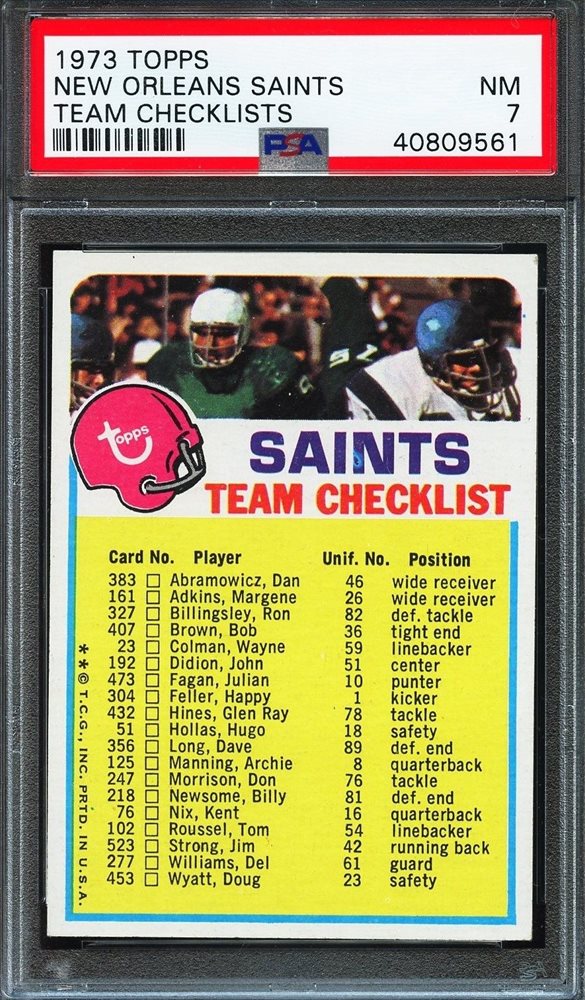 1973 TOPPS
NEW ORLEANS SAINTS NM
TEAM CHECKLISTS 7
PSA 40809561
topps
SAINTS
TEAM CHECKLIST
Card No. Player Unif. No. Position
383 □ Abramowicz, Dan 46 wide receiver
161 □ Adkins, Margene 26 wide receiver
327 □ Billingsley, Ron 82 def. tackle
407 □ Brown, Bob 36 tight end
23 □ Colman, Wayne 59 linebacker
192 □ Didion, John 51 center
473 □ Fagan, Julian 10 punter
304 □ Feller, Happy 1 kicker
432 □ Hines, Glen Ray 78 tackle
51 □ Hollas, Hugo 18 safety
356 □ Long, Dave 89 def. end
125 □ Manning, Archie 8 quarterback
247 □ Morrison, Don 76 tackle
218 □ Newsome, Billy 81 def. end
76 □ Nix, Kent 16 quarterback
102 □ Roussel, Tom 54 linebacker
523 □ Strong, Jim 42 running back
277 □ Williams, Del 61 guard
453 □ Wyatt, Doug 23 safety
**© T.C.G., INC. PRTD. IN U.S.A.